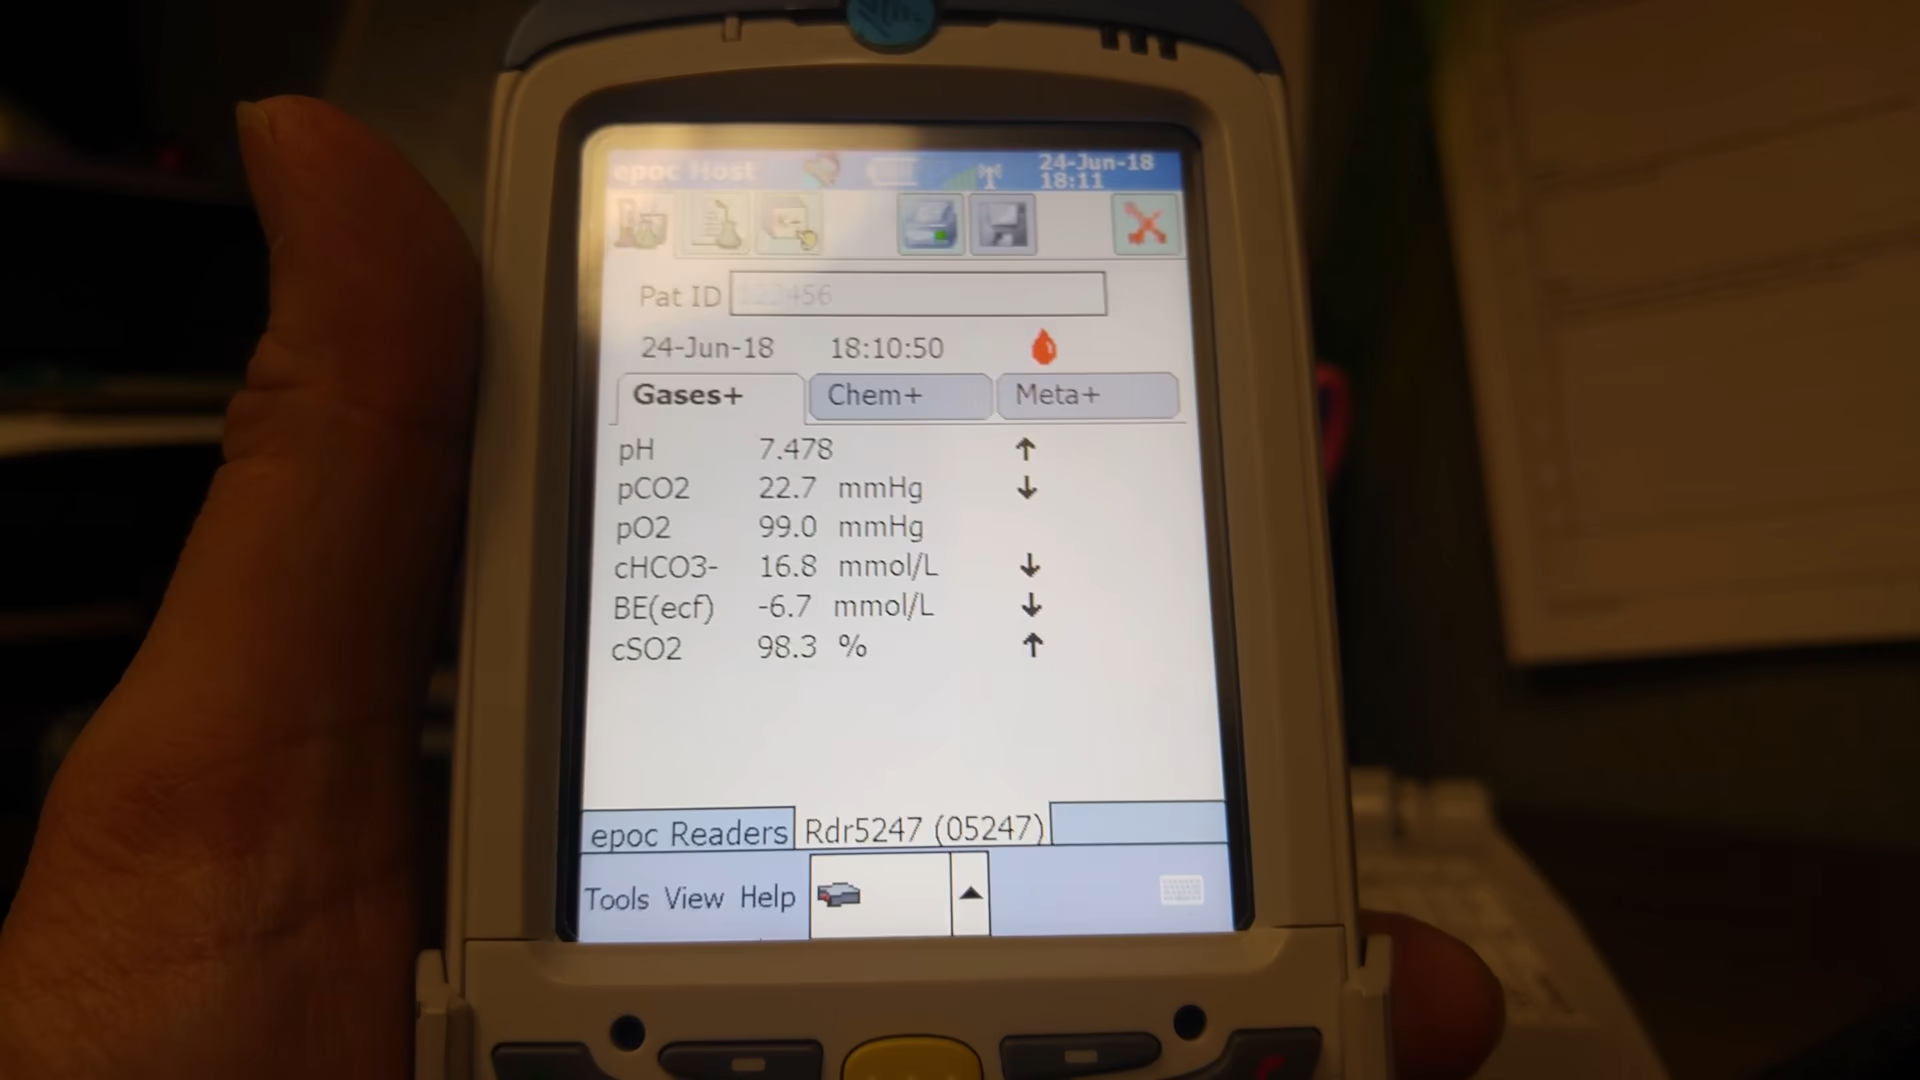 epoc Host
24-Jun-18
18:11
Pat ID 123456
24-Jun-18 18:10:50
Gases+ Chem+ Meta+
pH 7.478 ↑
pCO2 22.7 mmHg ↓
pO2 99.0 mmHg
cHCO3- 16.8 mmol/L ↓
BE(ecf) -6.7 mmol/L ↓
cSO2 98.3 % ↑
epoc Readers Rdr5247 (05247)
Tools View Help